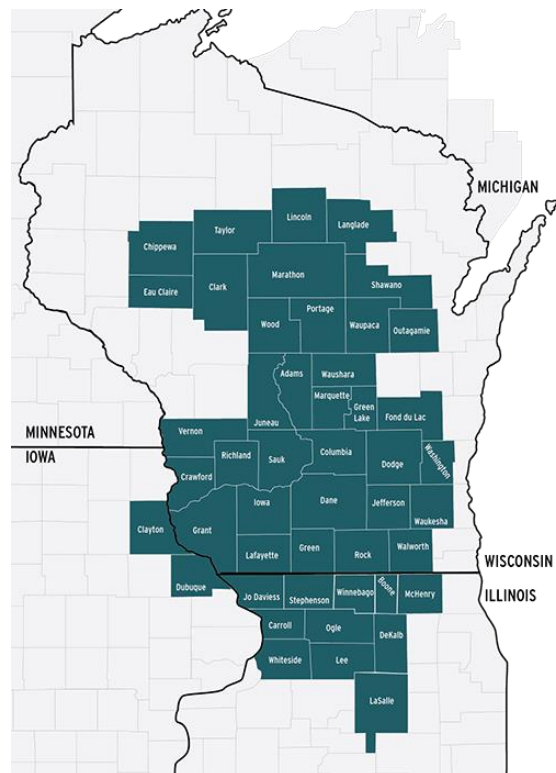 MICHIGAN
Lincoln
Langlade
Taylor
Chippewa
Marathon
Clark
Shawano
Eau Claire
Portage
Wood
Waupaca
Outagamie
Adams
Waushara
Marquette
Green
Lake
Fond du Lac
Juneau
Vernon
MINNESOTA
IOWA
Richland
Sauk
Columbia
Dodge
Washington
Crawford
Iowa
Dane
Jefferson
Waukesha
Clayton
Grant
Lafayette
Green
Rock
Walworth
WISCONSIN
ILLINOIS
Dubuque
Jo Daviess
Stephenson
Winnebago
Boone
McHenry
Carroll
Ogle
DeKalb
Whiteside
Lee
LaSalle